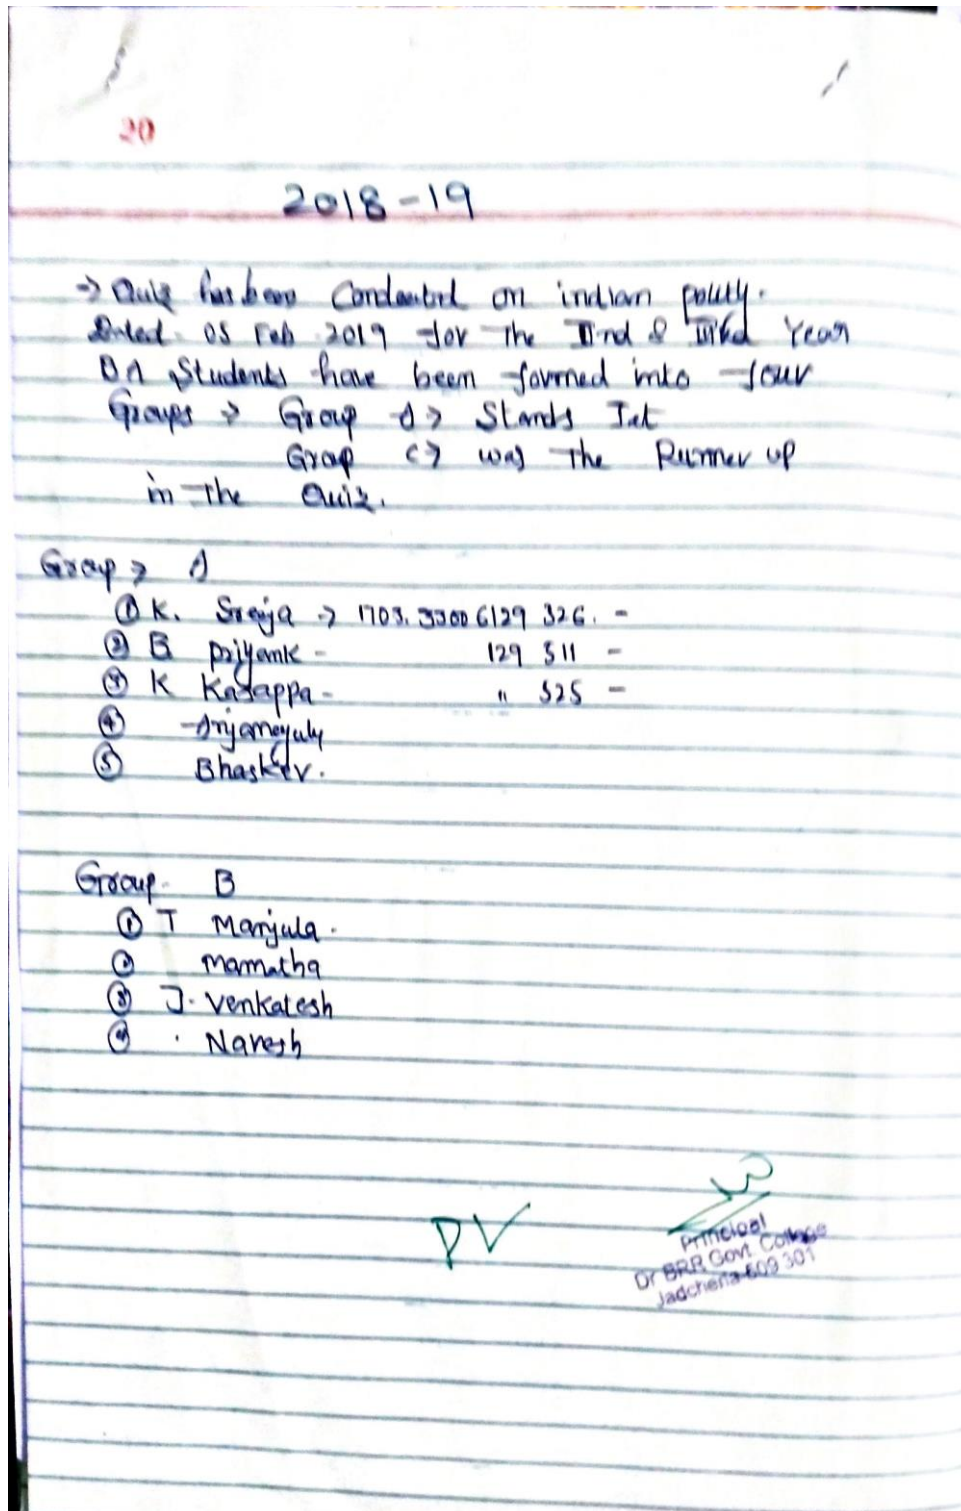 20
2018-19
→ Quiz has been Conducted on indian polity.
Dated 05 Feb 2019 for The IInd & IIIrd Year
BA Students have been formed into four
Groups → Group A → Stands Ist
Group C → was The Runner up
in The Quiz.
Group → A
① K. Sreeja → 1703. 3300 6129 326. -
② B Priyank - 129 311 -
③ K Kasappa - " 325 -
④ Anjaneyuly
⑤ Bhasker.
Group - B
① T Manjula.
② Mamatha
③ J. Venkatesh
④ . Naresh
PV
Principal
Dr BRR Govt College
Jadcherla-509 301